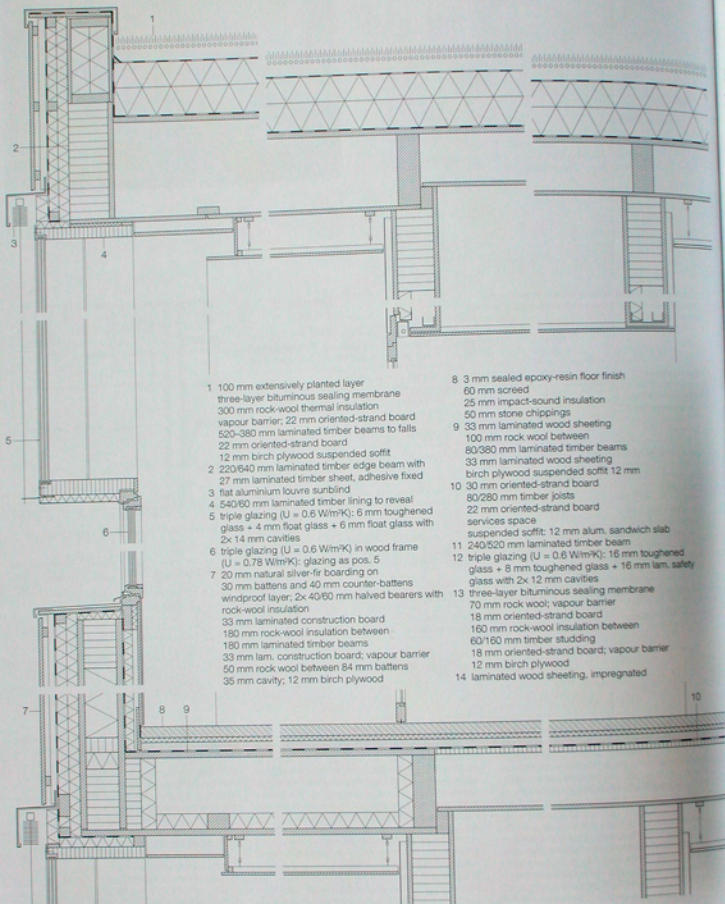 1
2
3
4
5
6
7
8
9
10
1 100 mm extensively planted layer
three-layer bituminous sealing membrane
300 mm rock-wool thermal insulation
vapour barrier; 22 mm oriented-strand board
520–380 mm laminated timber beams to falls
22 mm oriented-strand board
12 mm birch plywood suspended soffit
2 220/640 mm laminated timber edge beam with
27 mm laminated timber sheet, adhesive fixed
3 flat aluminium louvre sunblind
4 540/60 mm laminated timber lining to reveal
5 triple glazing (U = 0.6 W/m²K): 6 mm toughened
glass + 4 mm float glass + 6 mm float glass with
2× 14 mm cavities
6 triple glazing (U = 0.6 W/m²K) in wood frame
(U = 0.78 W/m²K): glazing as pos. 5
7 20 mm natural silver-fir boarding on
30 mm battens and 40 mm counter-battens
windproof layer; 2× 40/60 mm halved bearers with
rock-wool insulation
33 mm laminated construction board
180 mm rock-wool insulation between
180 mm laminated timber beams
33 mm lam. construction board; vapour barrier
50 mm rock wool between 84 mm battens
35 mm cavity; 12 mm birch plywood
8 3 mm sealed epoxy-resin floor finish
60 mm screed
25 mm impact-sound insulation
50 mm stone chippings
9 33 mm laminated wood sheeting
100 mm rock wool between
80/380 mm laminated timber beams
33 mm laminated wood sheeting
birch plywood suspended soffit 12 mm
10 30 mm oriented-strand board
80/280 mm timber joists
22 mm oriented-strand board
services space
suspended soffit: 12 mm alum. sandwich slab
11 240/520 mm laminated timber beam
12 triple glazing (U = 0.6 W/m²K): 16 mm toughened
glass + 8 mm toughened glass + 16 mm lam. safety
glass with 2× 12 mm cavities
13 three-layer bituminous sealing membrane
70 mm rock wool; vapour barrier
18 mm oriented-strand board
160 mm rock-wool insulation between
60/160 mm timber studding
18 mm oriented-strand board; vapour barrier
12 mm birch plywood
14 laminated wood sheeting, impregnated